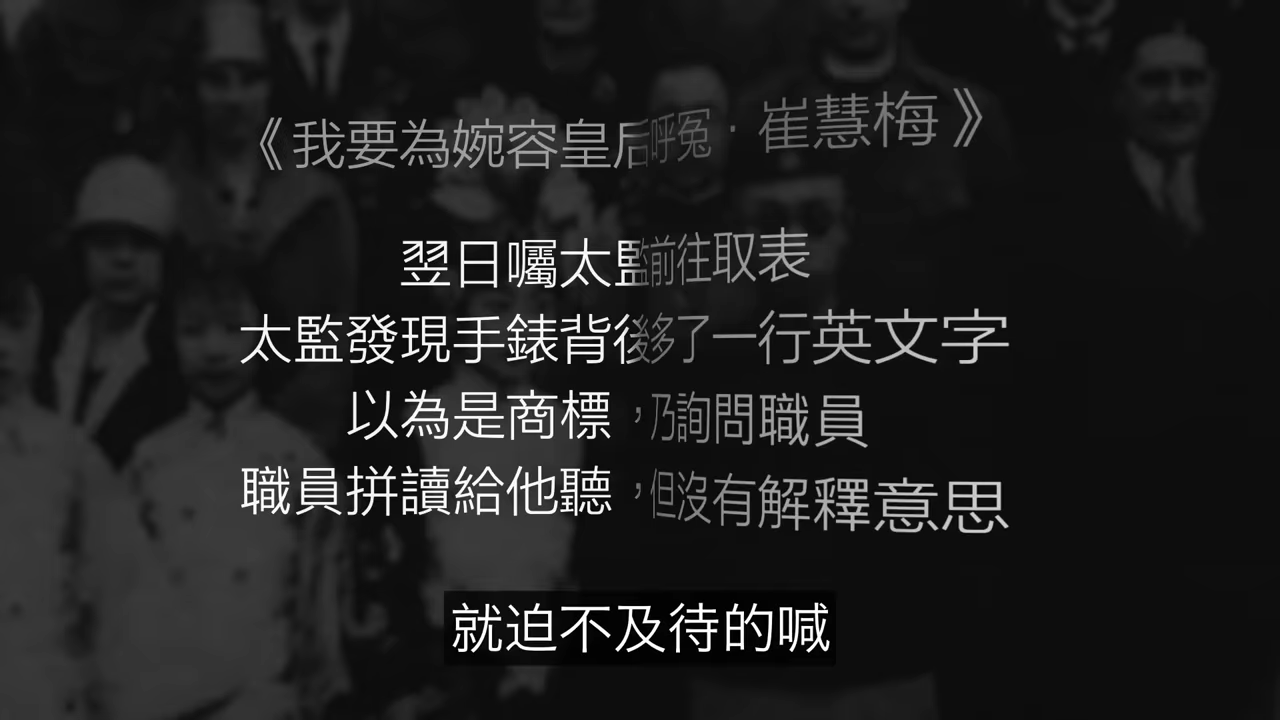 《我要為婉容皇后呼冤·崔慧梅》
翌日囑太監前往取表
太監發現手錶背後多了一行英文字
以為是商標，乃詢問職員
職員拼讀給他聽，但沒有解釋意思
就迫不及待的喊